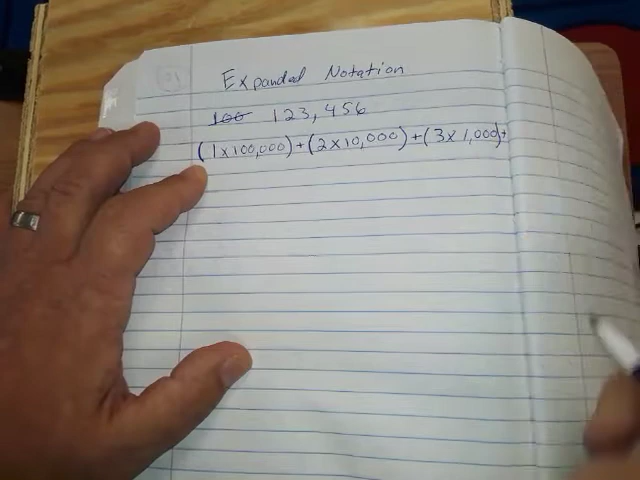 Expanded Notation
100 123,456
(1x100,000)+(2x10,000)+(3x1,000)+